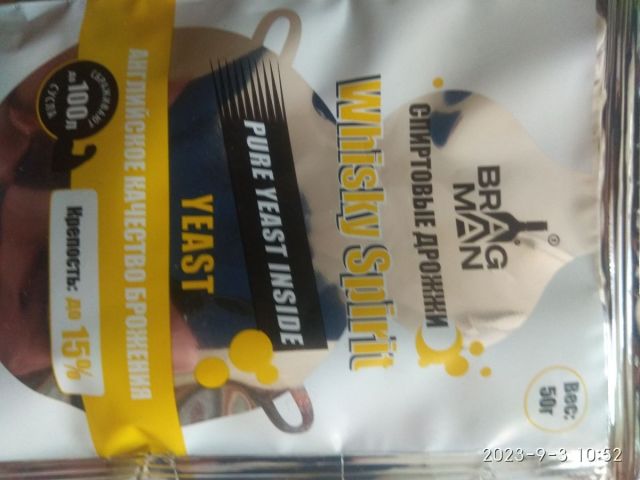 BRAG
MAN
®
СПИРТОВЫЕ ДРОЖЖИ
Whisky Spirit
PURE YEAST INSIDE
YEAST
АНГЛИЙСКОЕ КАЧЕСТВО БРОЖЕНИЯ
СБРАЖИВАЮТ
до 100л
СУСЛА
Крепость: до 15%
Вес:
50г
2023-9-3 10:52